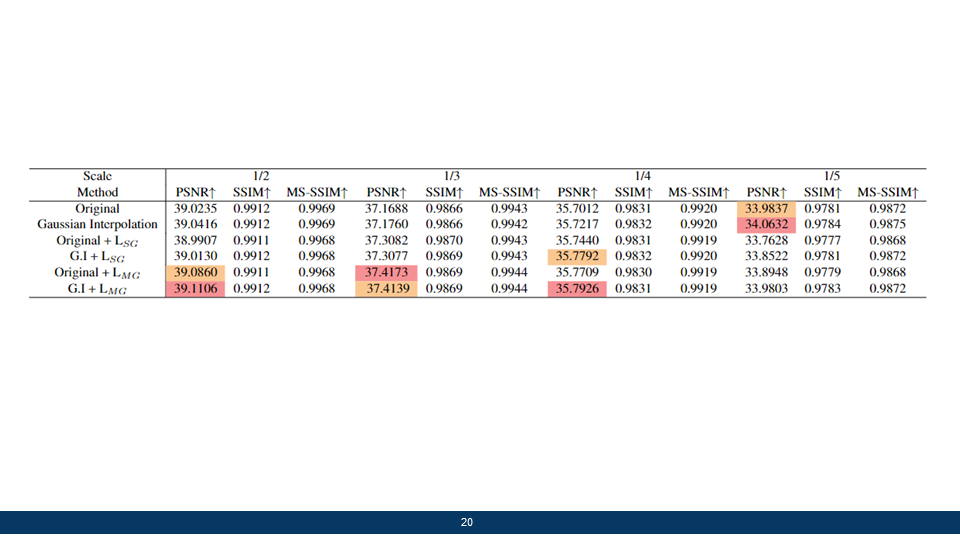 Scale 1/2 1/3 1/4 1/5
Method PSNR↑ SSIM↑ MS-SSIM↑ PSNR↑ SSIM↑ MS-SSIM↑ PSNR↑ SSIM↑ MS-SSIM↑ PSNR↑ SSIM↑ MS-SSIM↑
Original 39.0235 0.9912 0.9969 37.1688 0.9866 0.9943 35.7012 0.9831 0.9920 33.9837 0.9781 0.9872
Gaussian Interpolation 39.0416 0.9912 0.9969 37.1760 0.9866 0.9942 35.7217 0.9832 0.9920 34.0632 0.9784 0.9875
Original + L_SG 38.9907 0.9911 0.9968 37.3082 0.9870 0.9943 35.7440 0.9831 0.9919 33.7628 0.9777 0.9868
G.I + L_SG 39.0130 0.9912 0.9968 37.3077 0.9869 0.9943 35.7792 0.9832 0.9920 33.8522 0.9781 0.9872
Original + L_MG 39.0860 0.9911 0.9968 37.4173 0.9869 0.9944 35.7709 0.9830 0.9919 33.8948 0.9779 0.9868
G.I + L_MG 39.1106 0.9912 0.9968 37.4139 0.9869 0.9944 35.7926 0.9831 0.9919 33.9803 0.9783 0.9872
20